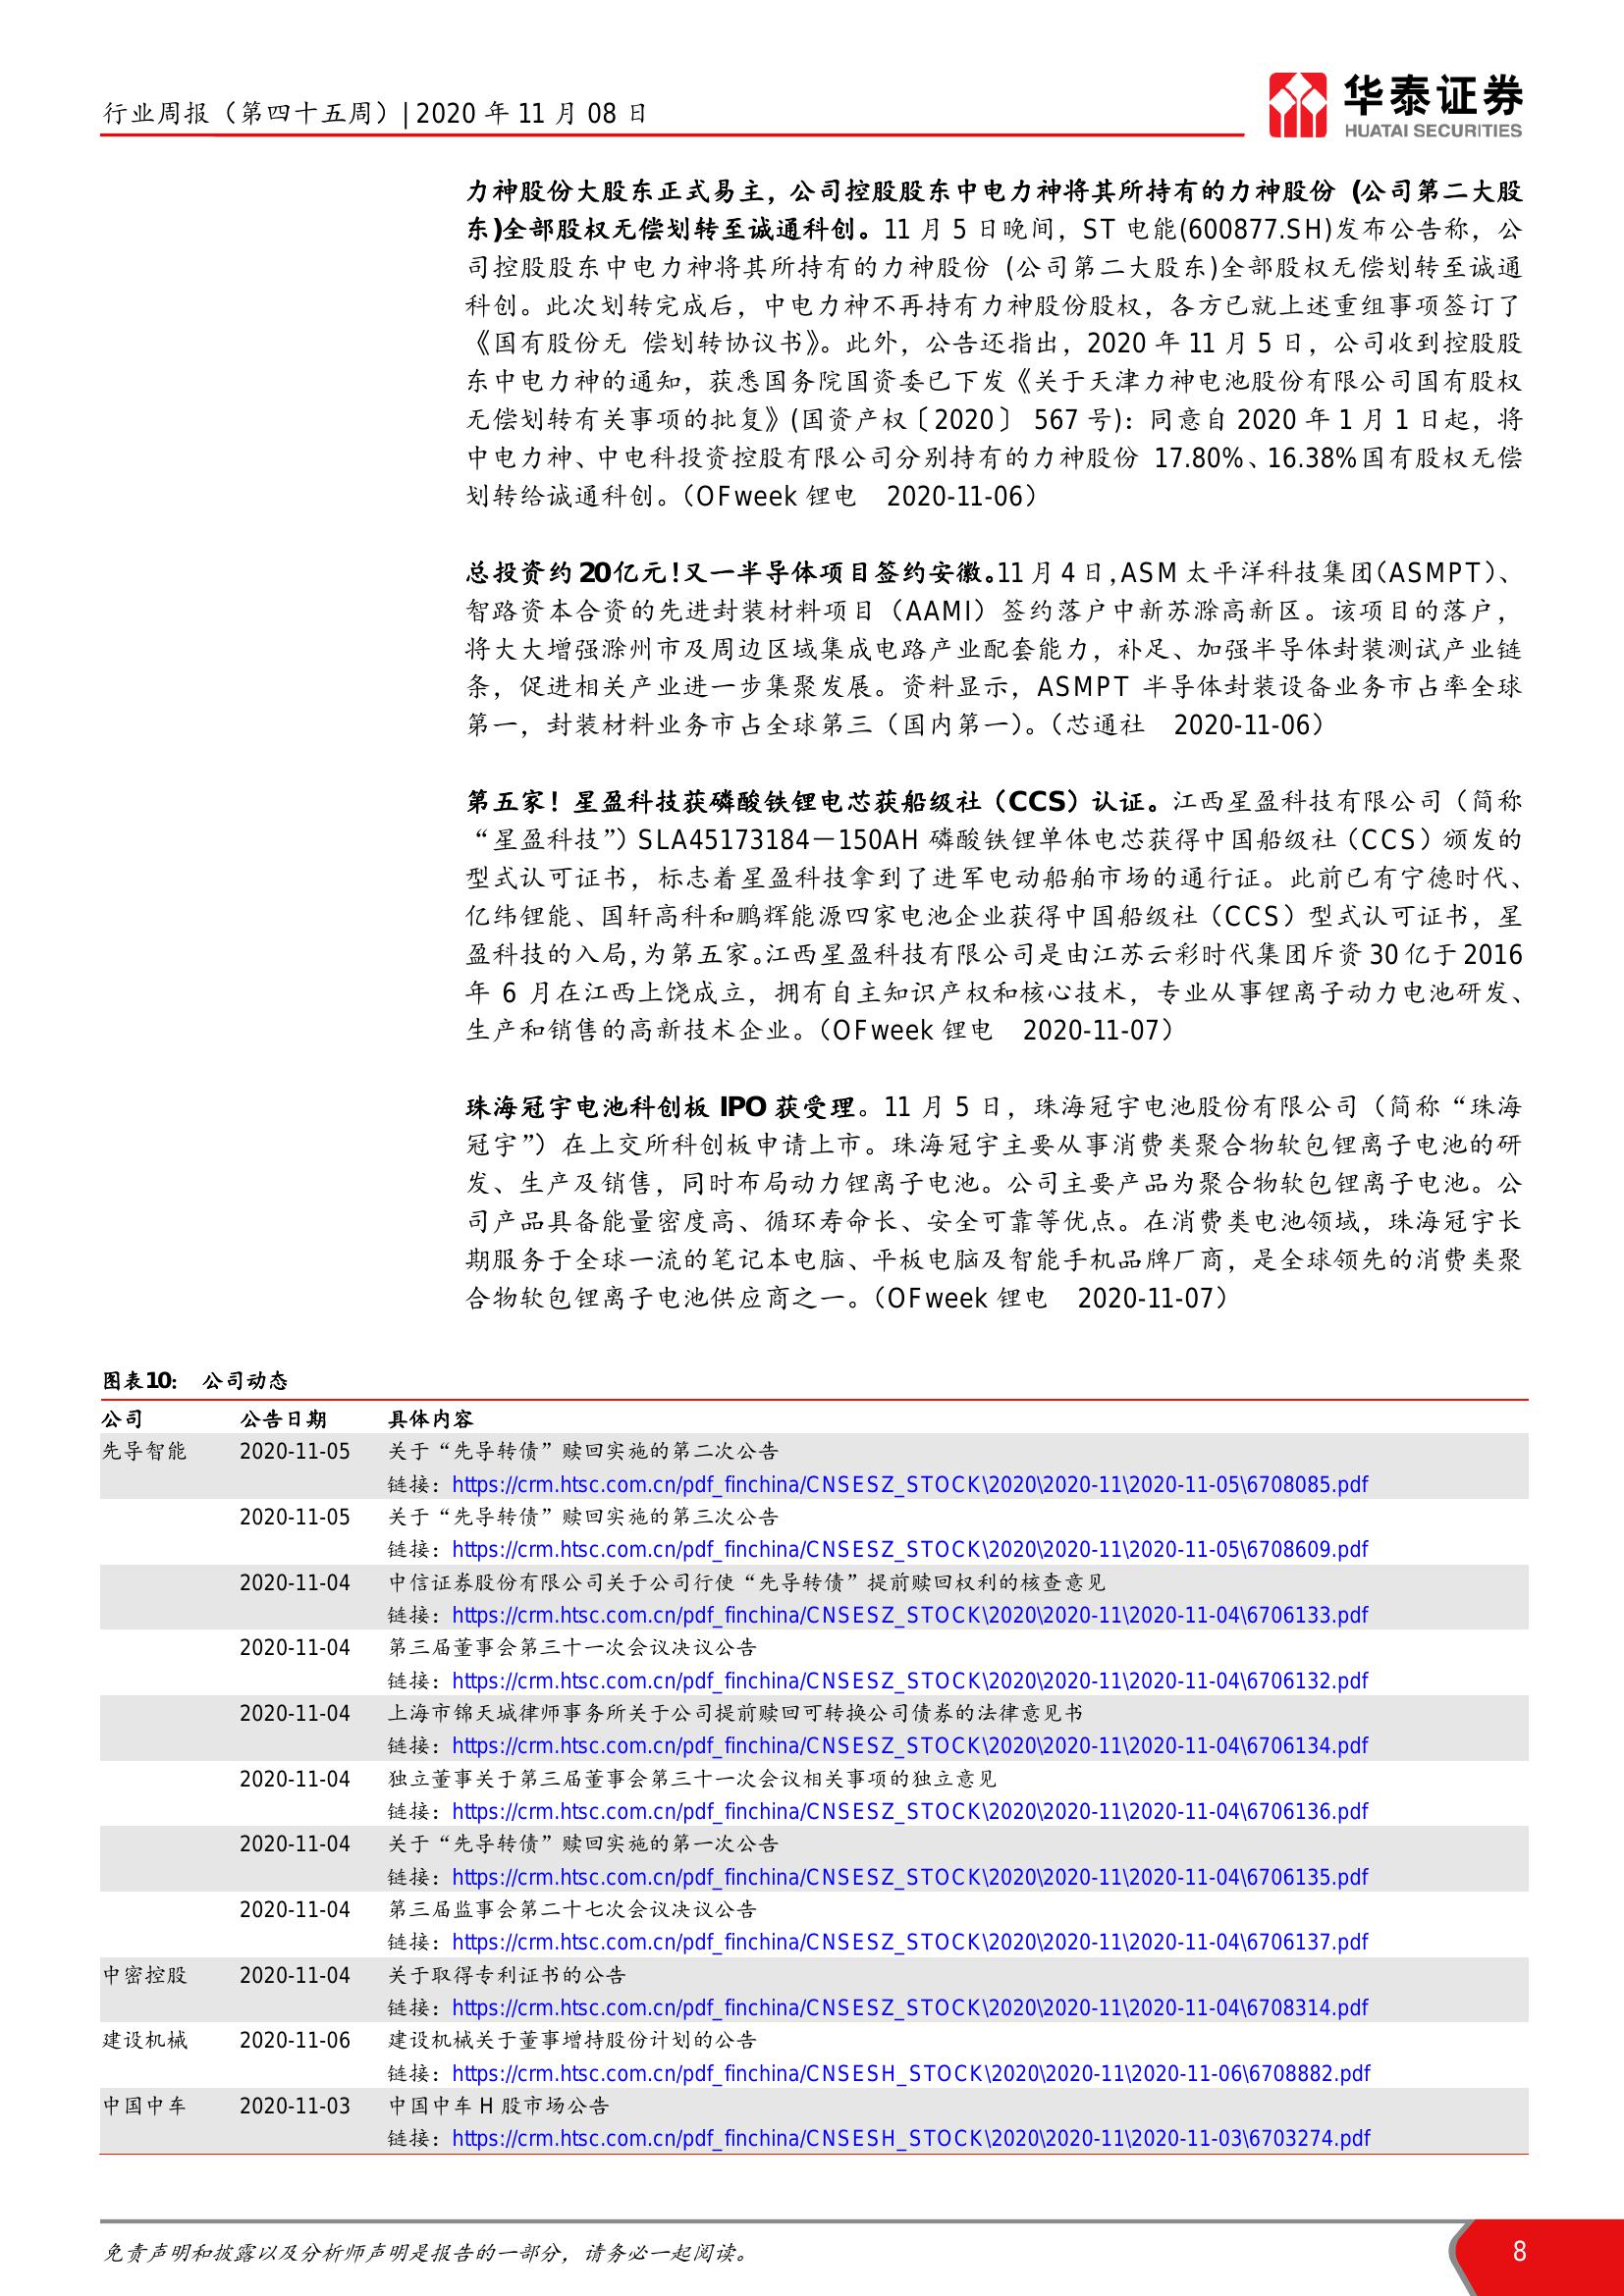 行业周报（第四十五周）| 2020 年 11 月 08 日
华泰证券
HUATAI SECURITIES
力神股份大股东正式易主，公司控股股东中电力神将其所持有的力神股份 (公司第二大股
东)全部股权无偿划转至诚通科创。11 月 5 日晚间，ST 电能(600877.SH)发布公告称，公
司控股股东中电力神将其所持有的力神股份 (公司第二大股东)全部股权无偿划转至诚通
科创。此次划转完成后，中电力神不再持有力神股份股权，各方已就上述重组事项签订了
《国有股份无 偿划转协议书》。此外，公告还指出，2020 年 11 月 5 日，公司收到控股股
东中电力神的通知，获悉国务院国资委已下发《关于天津力神电池股份有限公司国有股权
无偿划转有关事项的批复》(国资产权〔2020〕 567 号)：同意自 2020 年 1 月 1 日起，将
中电力神、中电科投资控股有限公司分别持有的力神股份 17.80%、16.38%国有股权无偿
划转给诚通科创。（OFweek 锂电 2020-11-06）
总投资约 20亿元！又一半导体项目签约安徽。11 月 4 日，ASM 太平洋科技集团（ASMPT）、
智路资本合资的先进封装材料项目（AAMI）签约落户中新苏滁高新区。该项目的落户，
将大大增强滁州市及周边区域集成电路产业配套能力，补足、加强半导体封装测试产业链
条，促进相关产业进一步集聚发展。资料显示，ASMPT 半导体封装设备业务市占率全球
第一，封装材料业务市占全球第三（国内第一）。（芯通社 2020-11-06）
第五家！星盈科技获磷酸铁锂电芯获船级社（CCS）认证。江西星盈科技有限公司（简称
“星盈科技”）SLA45173184－150AH 磷酸铁锂单体电芯获得中国船级社（CCS）颁发的
型式认可证书，标志着星盈科技拿到了进军电动船舶市场的通行证。此前已有宁德时代、
亿纬锂能、国轩高科和鹏辉能源四家电池企业获得中国船级社（CCS）型式认可证书，星
盈科技的入局，为第五家。江西星盈科技有限公司是由江苏云彩时代集团斥资 30 亿于 2016
年 6 月在江西上饶成立，拥有自主知识产权和核心技术，专业从事锂离子动力电池研发、
生产和销售的高新技术企业。（OFweek 锂电 2020-11-07）
珠海冠宇电池科创板 IPO 获受理。11 月 5 日，珠海冠宇电池股份有限公司（简称“珠海
冠宇”）在上交所科创板申请上市。珠海冠宇主要从事消费类聚合物软包锂离子电池的研
发、生产及销售，同时布局动力锂离子电池。公司主要产品为聚合物软包锂离子电池。公
司产品具备能量密度高、循环寿命长、安全可靠等优点。在消费类电池领域，珠海冠宇长
期服务于全球一流的笔记本电脑、平板电脑及智能手机品牌厂商，是全球领先的消费类聚
合物软包锂离子电池供应商之一。（OFweek 锂电 2020-11-07）
图表10： 公司动态
公司 公告日期 具体内容
先导智能 2020-11-05 关于“先导转债”赎回实施的第二次公告
链接：https://crm.htsc.com.cn/pdf_finchina/CNSESZ_STOCK\2020\2020-11\2020-11-05\6708085.pdf
2020-11-05 关于“先导转债”赎回实施的第三次公告
链接：https://crm.htsc.com.cn/pdf_finchina/CNSESZ_STOCK\2020\2020-11\2020-11-05\6708609.pdf
2020-11-04 中信证券股份有限公司关于公司行使“先导转债”提前赎回权利的核查意见
链接：https://crm.htsc.com.cn/pdf_finchina/CNSESZ_STOCK\2020\2020-11\2020-11-04\6706133.pdf
2020-11-04 第三届董事会第三十一次会议决议公告
链接：https://crm.htsc.com.cn/pdf_finchina/CNSESZ_STOCK\2020\2020-11\2020-11-04\6706132.pdf
2020-11-04 上海市锦天城律师事务所关于公司提前赎回可转换公司债券的法律意见书
链接：https://crm.htsc.com.cn/pdf_finchina/CNSESZ_STOCK\2020\2020-11\2020-11-04\6706134.pdf
2020-11-04 独立董事关于第三届董事会第三十一次会议相关事项的独立意见
链接：https://crm.htsc.com.cn/pdf_finchina/CNSESZ_STOCK\2020\2020-11\2020-11-04\6706136.pdf
2020-11-04 关于“先导转债”赎回实施的第一次公告
链接：https://crm.htsc.com.cn/pdf_finchina/CNSESZ_STOCK\2020\2020-11\2020-11-04\6706135.pdf
2020-11-04 第三届监事会第二十七次会议决议公告
链接：https://crm.htsc.com.cn/pdf_finchina/CNSESZ_STOCK\2020\2020-11\2020-11-04\6706137.pdf
中密控股 2020-11-04 关于取得专利证书的公告
链接：https://crm.htsc.com.cn/pdf_finchina/CNSESZ_STOCK\2020\2020-11\2020-11-04\6708314.pdf
建设机械 2020-11-06 建设机械关于董事增持股份计划的公告
链接：https://crm.htsc.com.cn/pdf_finchina/CNSESH_STOCK\2020\2020-11\2020-11-06\6708882.pdf
中国中车 2020-11-03 中国中车 H 股市场公告
链接：https://crm.htsc.com.cn/pdf_finchina/CNSESH_STOCK\2020\2020-11\2020-11-03\6703274.pdf
免责声明和披露以及分析师声明是报告的一部分，请务必一起阅读。
8